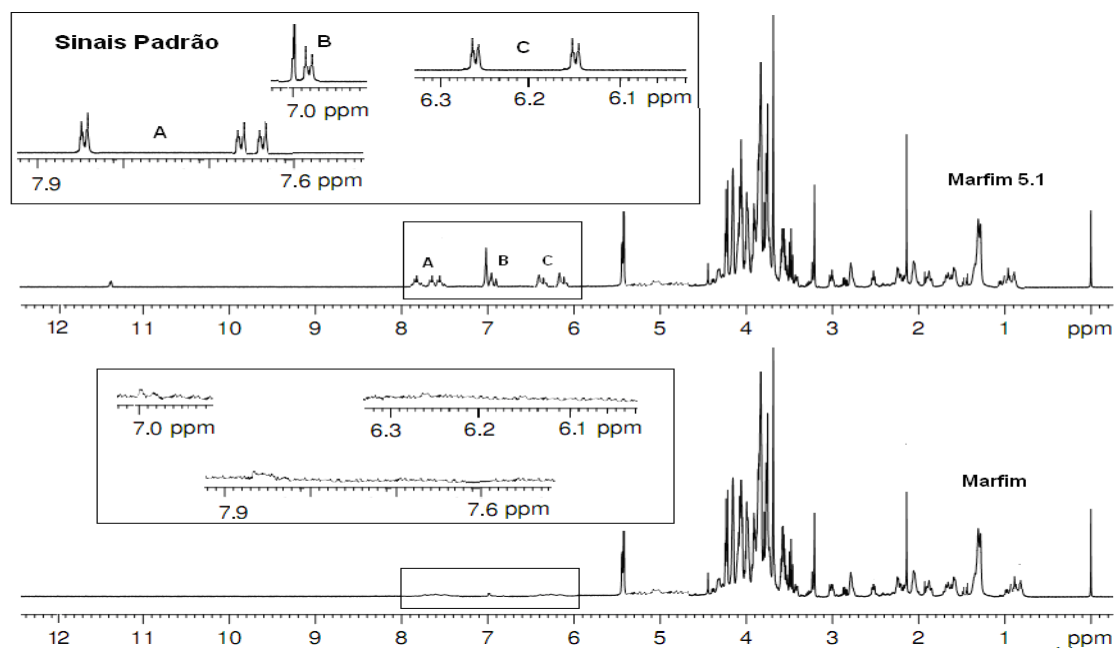 Sinais Padrão
B
7.0 ppm
C
6.3 6.2 6.1 ppm
A
7.9 7.6 ppm
Marfim 5.1
A B C
12 11 10 9 8 7 6 5 4 3 2 1 ppm
7.0 ppm
6.3 6.2 6.1 ppm
7.9 7.6 ppm
Marfim
12 11 10 9 8 7 6 5 4 3 2 1 ppm